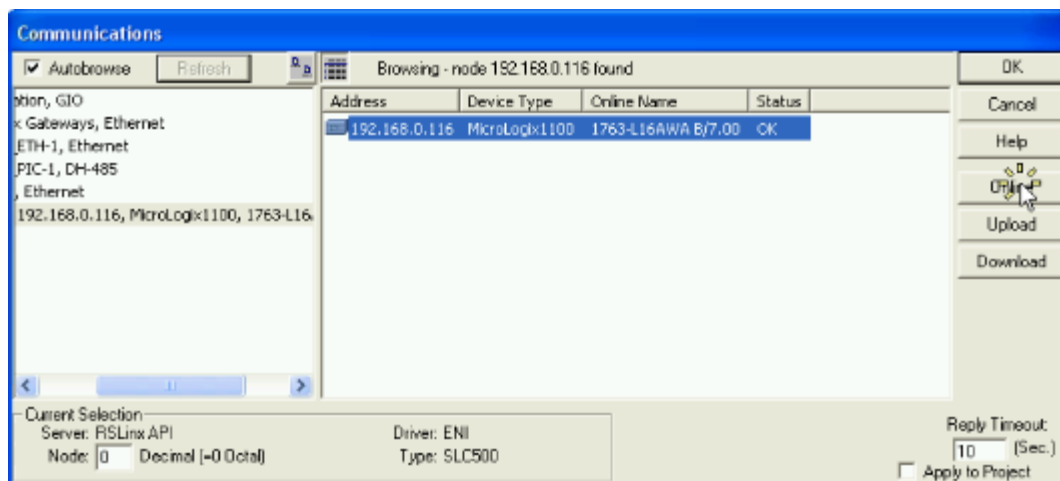 Communications
Autobrowse Refresh Browsing - node 192.168.0.116 found OK
ation, GIO
x Gateways, Ethernet
_ETH-1, Ethernet
_PIC-1, DH-485
, Ethernet
192.168.0.116, MicroLogix1100, 1763-L16
Address Device Type Online Name Status
192.168.0.116 MicroLogix1100 1763-L16AWA B/7.00 OK
Cancel
Help
Online
Upload
Download
Current Selection
Server: RSLinx API Driver: ENI
Node: 0 Decimal (=0 Octal) Type: SLC500
Reply Timeout:
10 (Sec.)
Apply to Project